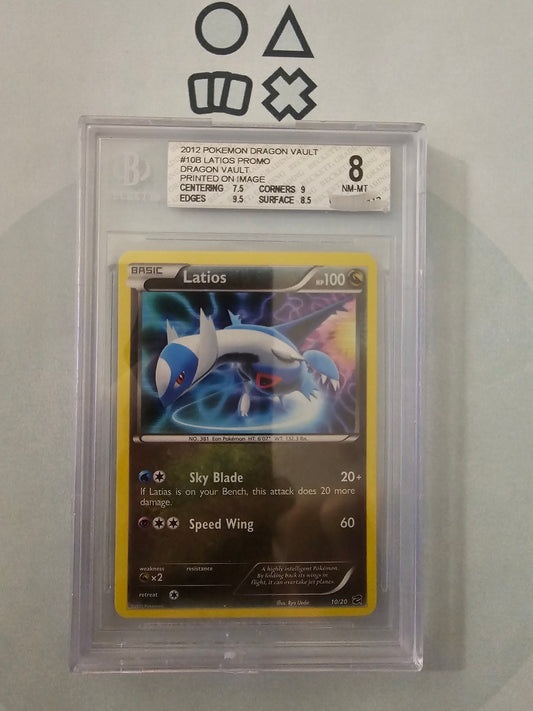 2012 POKEMON DRAGON VAULT
#10B LATIOS PROMO
DRAGON VAULT
PRINTED ON IMAGE
CENTERING 7.5 CORNERS 9
EDGES 9.5 SURFACE 8.5
8
NM-MT
B
BECKETT
BASIC
Latios
HP100
NO. 381 Eon Pokémon HT: 6'07" WT: 132.3 lbs.
Sky Blade 20+
If Latias is on your Bench, this attack does 20 more
damage.
Speed Wing 60
weakness resistance
×2
retreat
A highly intelligent Pokémon.
By folding back its wings in
flight, it can overtake jet planes.
Illus. Ryo Ueda 10/20